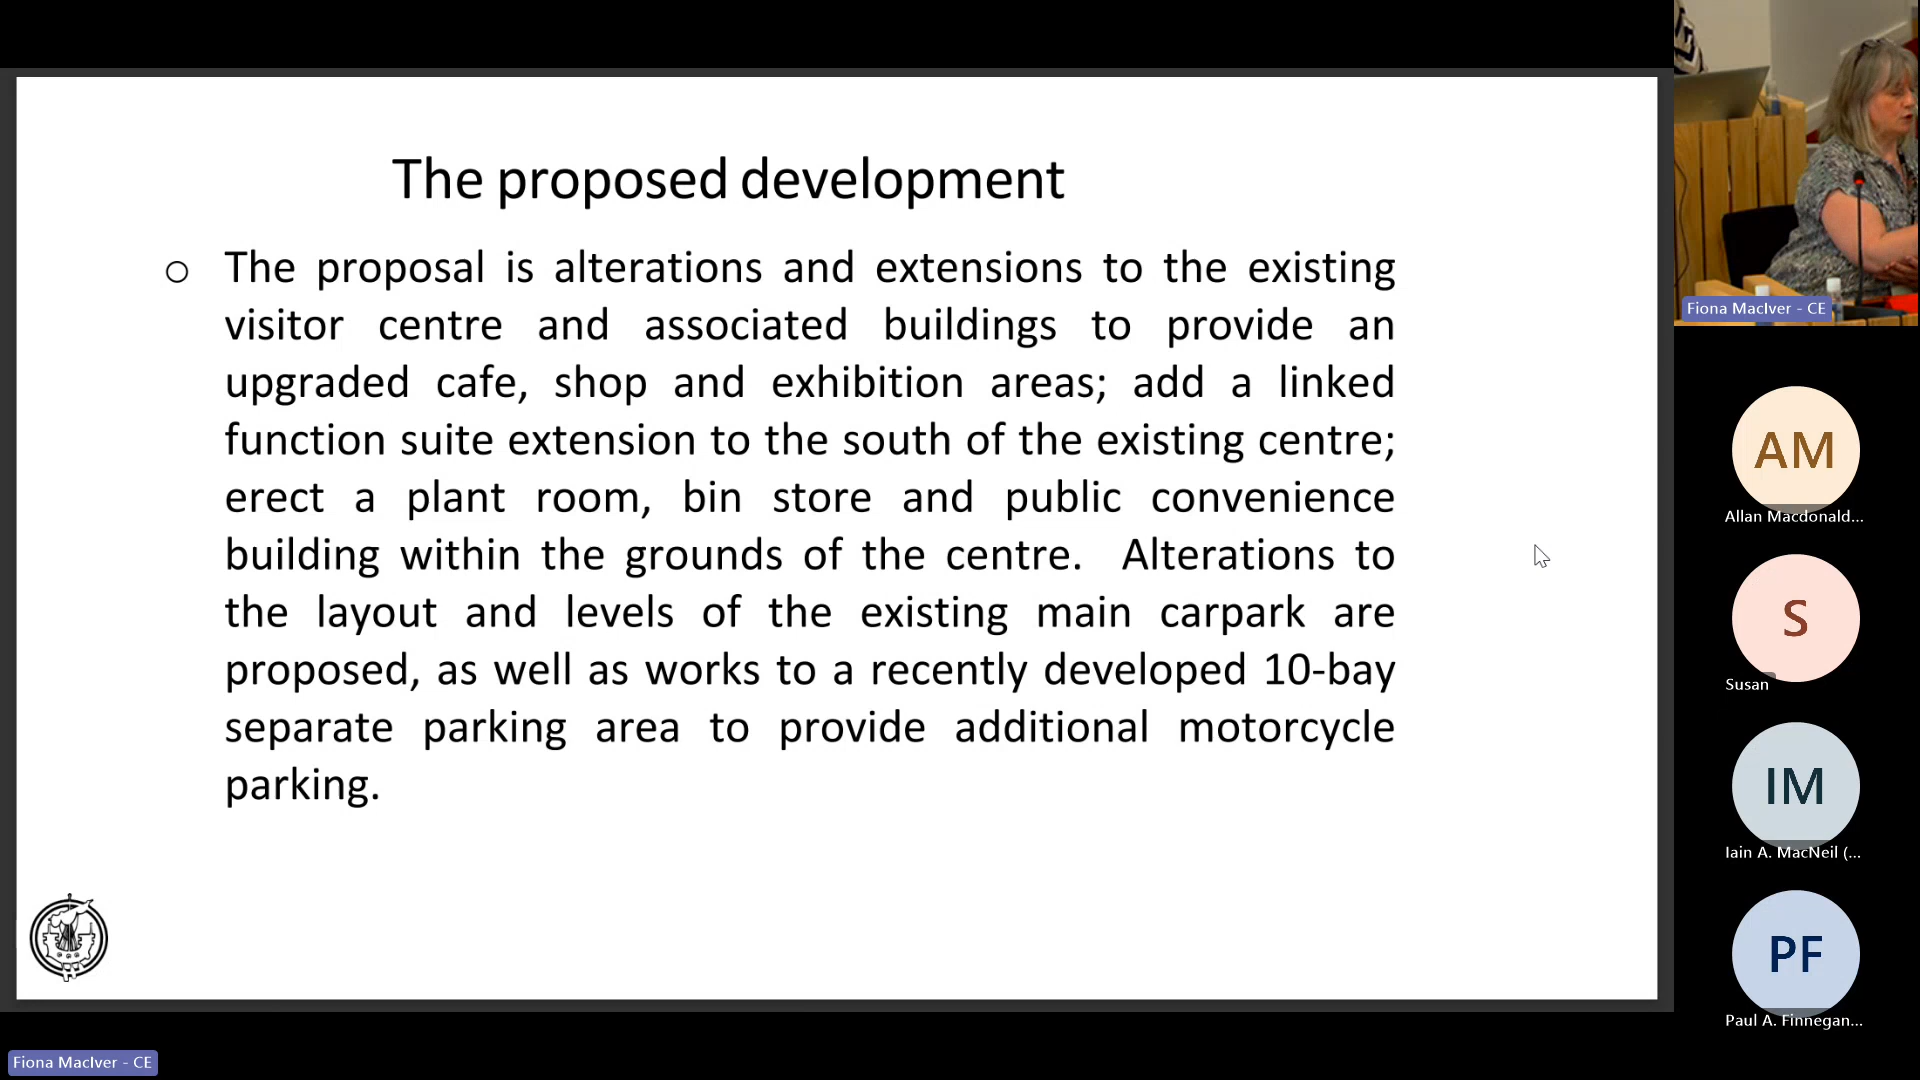 The proposed development
○ The proposal is alterations and extensions to the existing
visitor centre and associated buildings to provide an
upgraded cafe, shop and exhibition areas; add a linked
function suite extension to the south of the existing centre;
erect a plant room, bin store and public convenience
building within the grounds of the centre. Alterations to
the layout and levels of the existing main carpark are
proposed, as well as works to a recently developed 10-bay
separate parking area to provide additional motorcycle
parking.
Fiona MacIver - CE
AM
Allan Macdonald...
S
Susan
IM
Iain A. MacNeil (...
PF
Paul A. Finnegan...
Fiona MacIver - CE